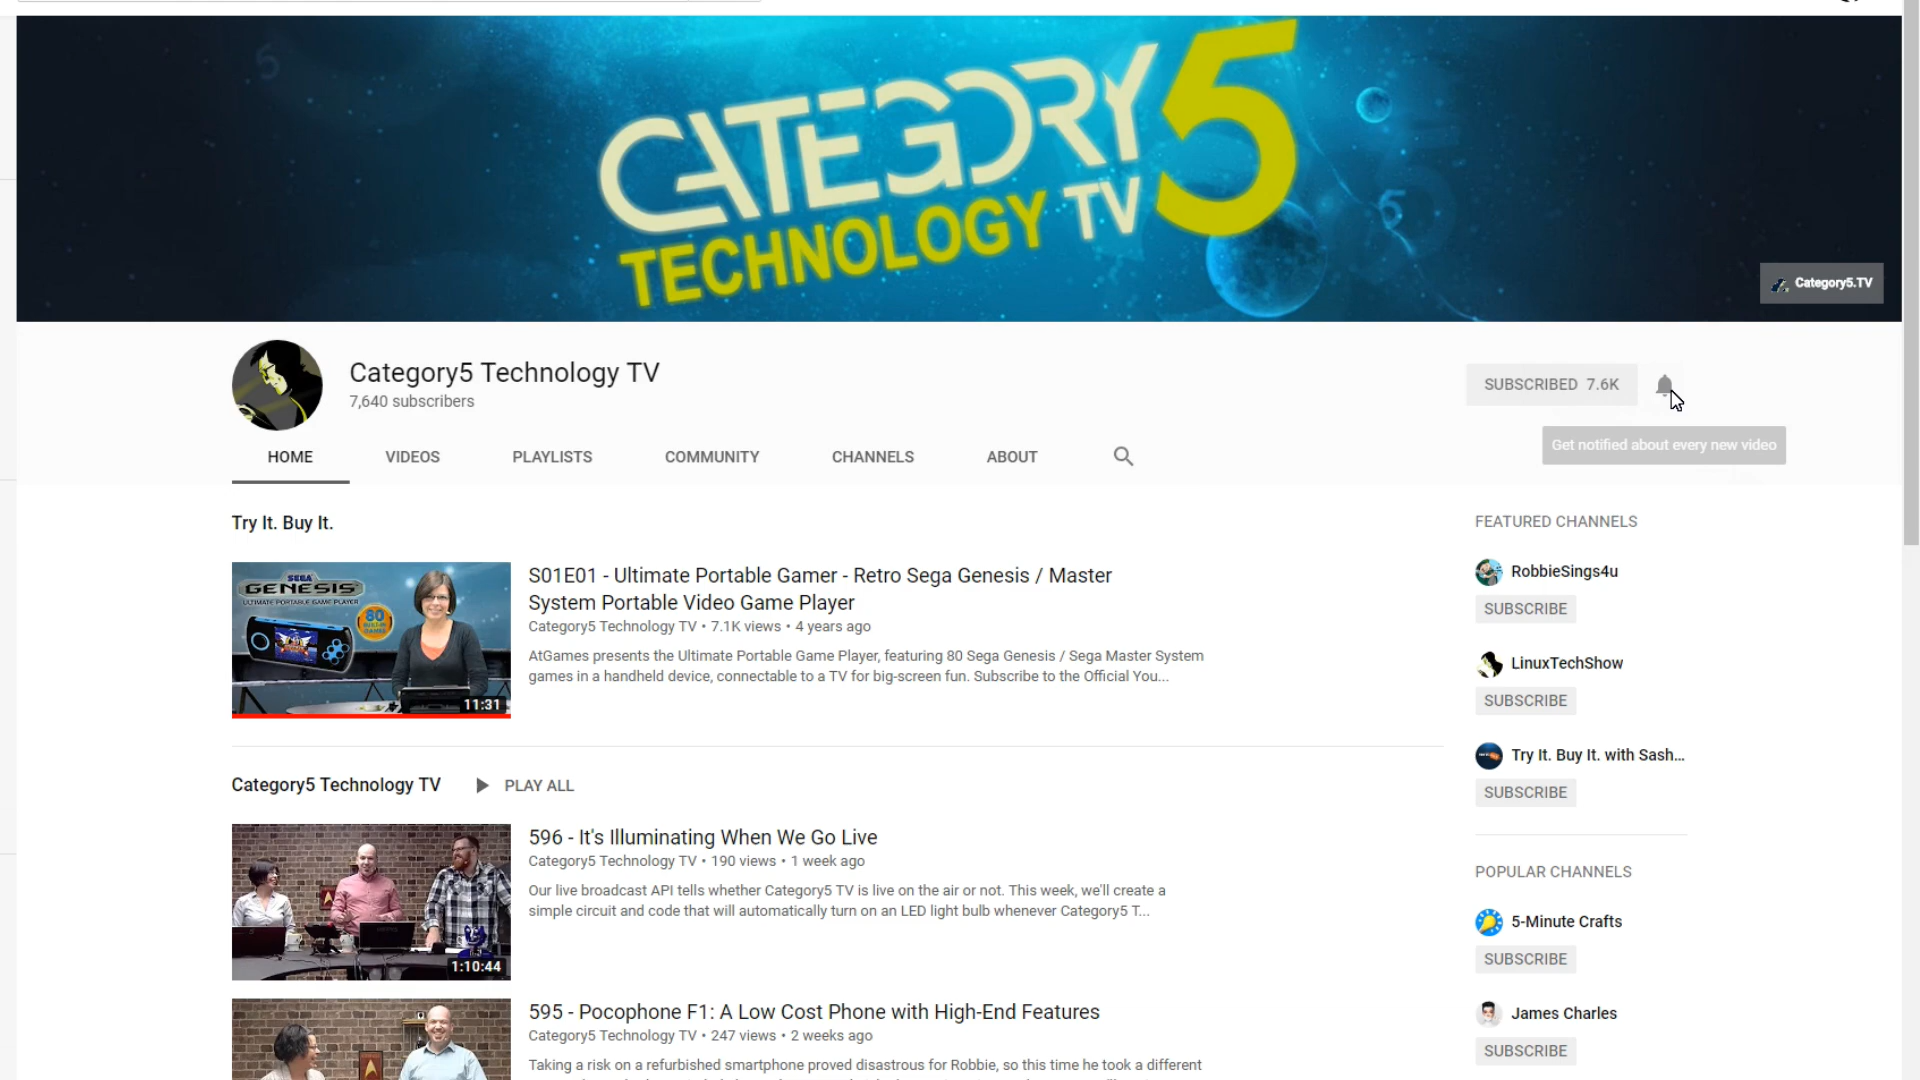 CATEGORY 5
TECHNOLOGY TV
5
5
Category5.TV
Category5 Technology TV
7,640 subscribers
SUBSCRIBED 7.6K
Get notified about every new video
HOME VIDEOS PLAYLISTS COMMUNITY CHANNELS ABOUT
Try It. Buy It.
SEGA
GENESIS
ULTIMATE PORTABLE GAME PLAYER
80
BUILT-IN
GAMES
11:31
S01E01 - Ultimate Portable Gamer - Retro Sega Genesis / Master
System Portable Video Game Player
Category5 Technology TV • 7.1K views • 4 years ago
AtGames presents the Ultimate Portable Game Player, featuring 80 Sega Genesis / Sega Master System
games in a handheld device, connectable to a TV for big-screen fun. Subscribe to the Official You...
Category5 Technology TV PLAY ALL
1:10:44
596 - It's Illuminating When We Go Live
Category5 Technology TV • 190 views • 1 week ago
Our live broadcast API tells whether Category5 TV is live on the air or not. This week, we'll create a
simple circuit and code that will automatically turn on an LED light bulb whenever Category5 T...
595 - Pocophone F1: A Low Cost Phone with High-End Features
Category5 Technology TV • 247 views • 2 weeks ago
Taking a risk on a refurbished smartphone proved disastrous for Robbie, so this time he took a different
FEATURED CHANNELS
RobbieSings4u
SUBSCRIBE
LinuxTechShow
SUBSCRIBE
Try It. Buy It. with Sash...
SUBSCRIBE
POPULAR CHANNELS
5-Minute Crafts
SUBSCRIBE
James Charles
SUBSCRIBE